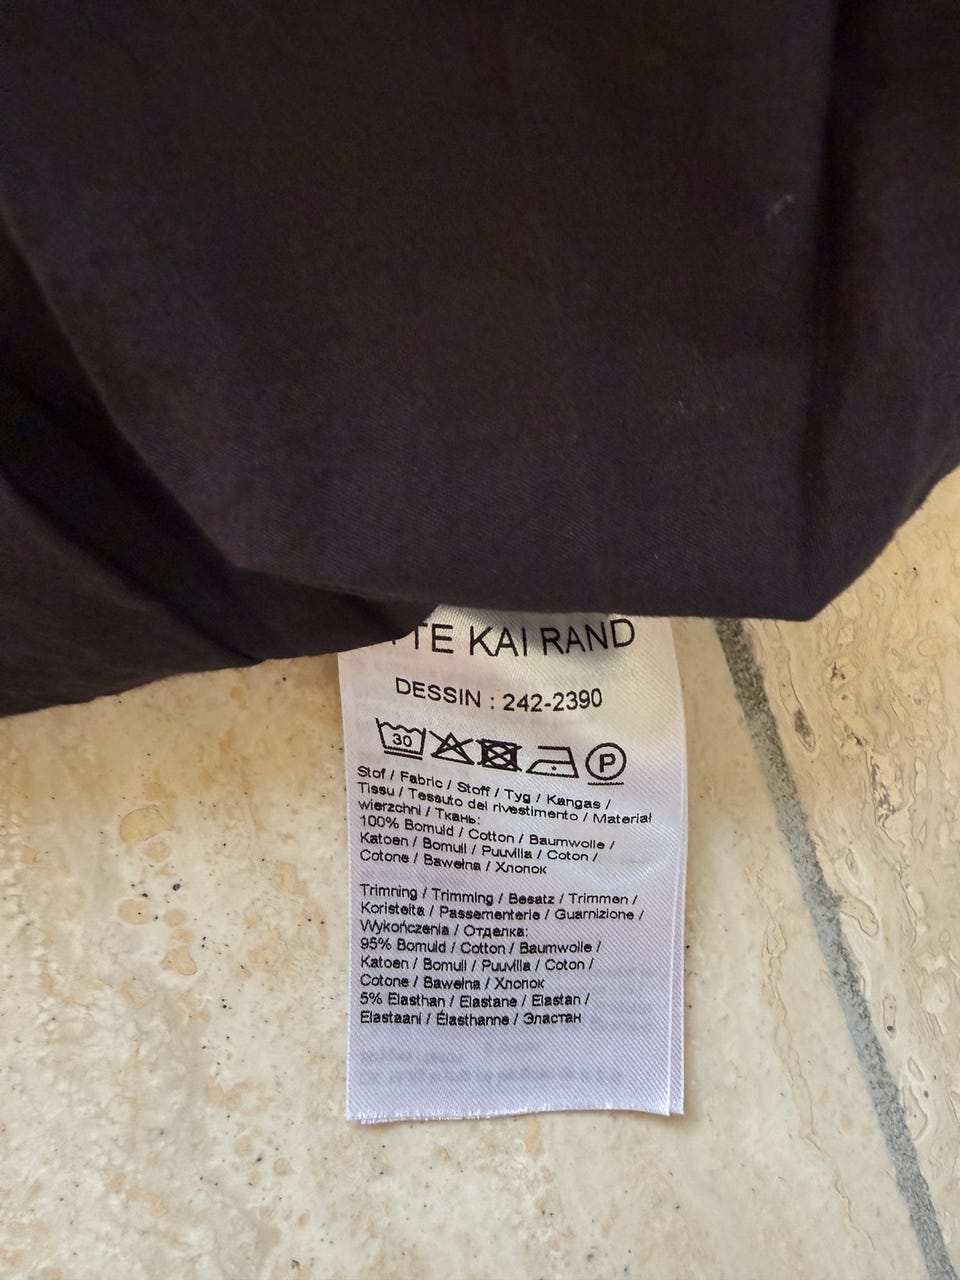 KAI RAND
DESSIN : 242-2390
30
P
Stof / Fabric / Stoff / Tyg / Kangas /
Tissu / Tessuto del rivestimento / Materiał
wierzchni / Ткань:
100% Bomuld / Cotton / Baumwolle /
Katoen / Bomull / Puuvilla / Coton /
Cotone / Bawełna / Хлопок
Trimning / Trimming / Besatz / Trimmen /
Koristeita / Passementerie / Guarnizione /
Wykończenia / Отделка:
95% Bomuld / Cotton / Baumwolle /
Katoen / Bomull / Puuvilla / Coton /
Cotone / Bawełna / Хлопок
5% Elasthan / Elastane / Elastan /
Elastaani / Élasthanne / Эластан